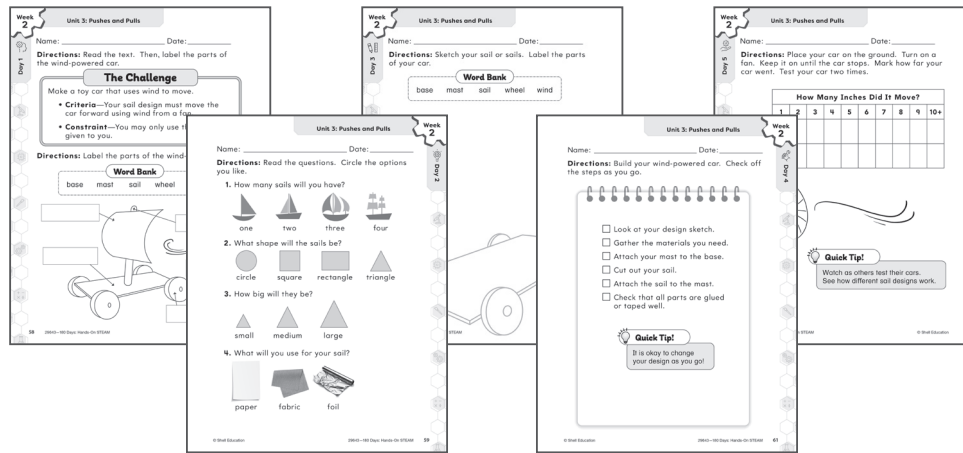 Week
2
Unit 3: Pushes and Pulls
Day 1
Name: Date:
Directions: Read the text. Then, label the parts of
the wind-powered car.
The Challenge
Make a toy car that uses wind to move.
• Criteria—Your sail design must move the
car forward using wind from a fan.
• Constraint—You may only use
given to you.
Directions: Label the parts of the wind-
Word Bank
base mast sail wheel
58 29845—180 Days: Hands-On STEAM
Unit 3: Pushes and Pulls
Week
2
Day 2
Name: Date:
Directions: Read the questions. Circle the options
you like.
1. How many sails will you have?
one two three four
2. What shape will the sails be?
circle square rectangle triangle
3. How big will they be?
small medium large
4. What will you use for your sail?
paper fabric foil
© Shell Education 29845—180 Days: Hands-On STEAM 59
Week
2
Unit 3: Pushes and Pulls
Day 3
Name: Date:
Directions: Sketch your sail or sails. Label the parts
of your car.
Word Bank
base mast sail wheel wind
STEAM
Unit 3: Pushes and Pulls
Week
2
Day 4
Name: Date:
Directions: Build your wind-powered car. Check off
the steps as you go.
Look at your design sketch.
Gather the materials you need.
Attach your mast to the base.
Cut out your sail.
Attach the sail to the mast.
Check that all parts are glued
or taped well.
Quick Tip!
It is okay to change
your design as you go!
© Shell Education 29845—180 Days: Hands-On STEAM 61
Week
2
Unit 3: Pushes and Pulls
Day 5
Name: Date:
Directions: Place your car on the ground. Turn on a
fan. Keep it on until the car stops. Mark how far your
car went. Test your car two times.
How Many Inches Did It Move?
1 2 3 4 5 6 7 8 9 10+
Quick Tip!
Watch as others test their cars.
See how different sail designs work.
STEAM © Shell Education